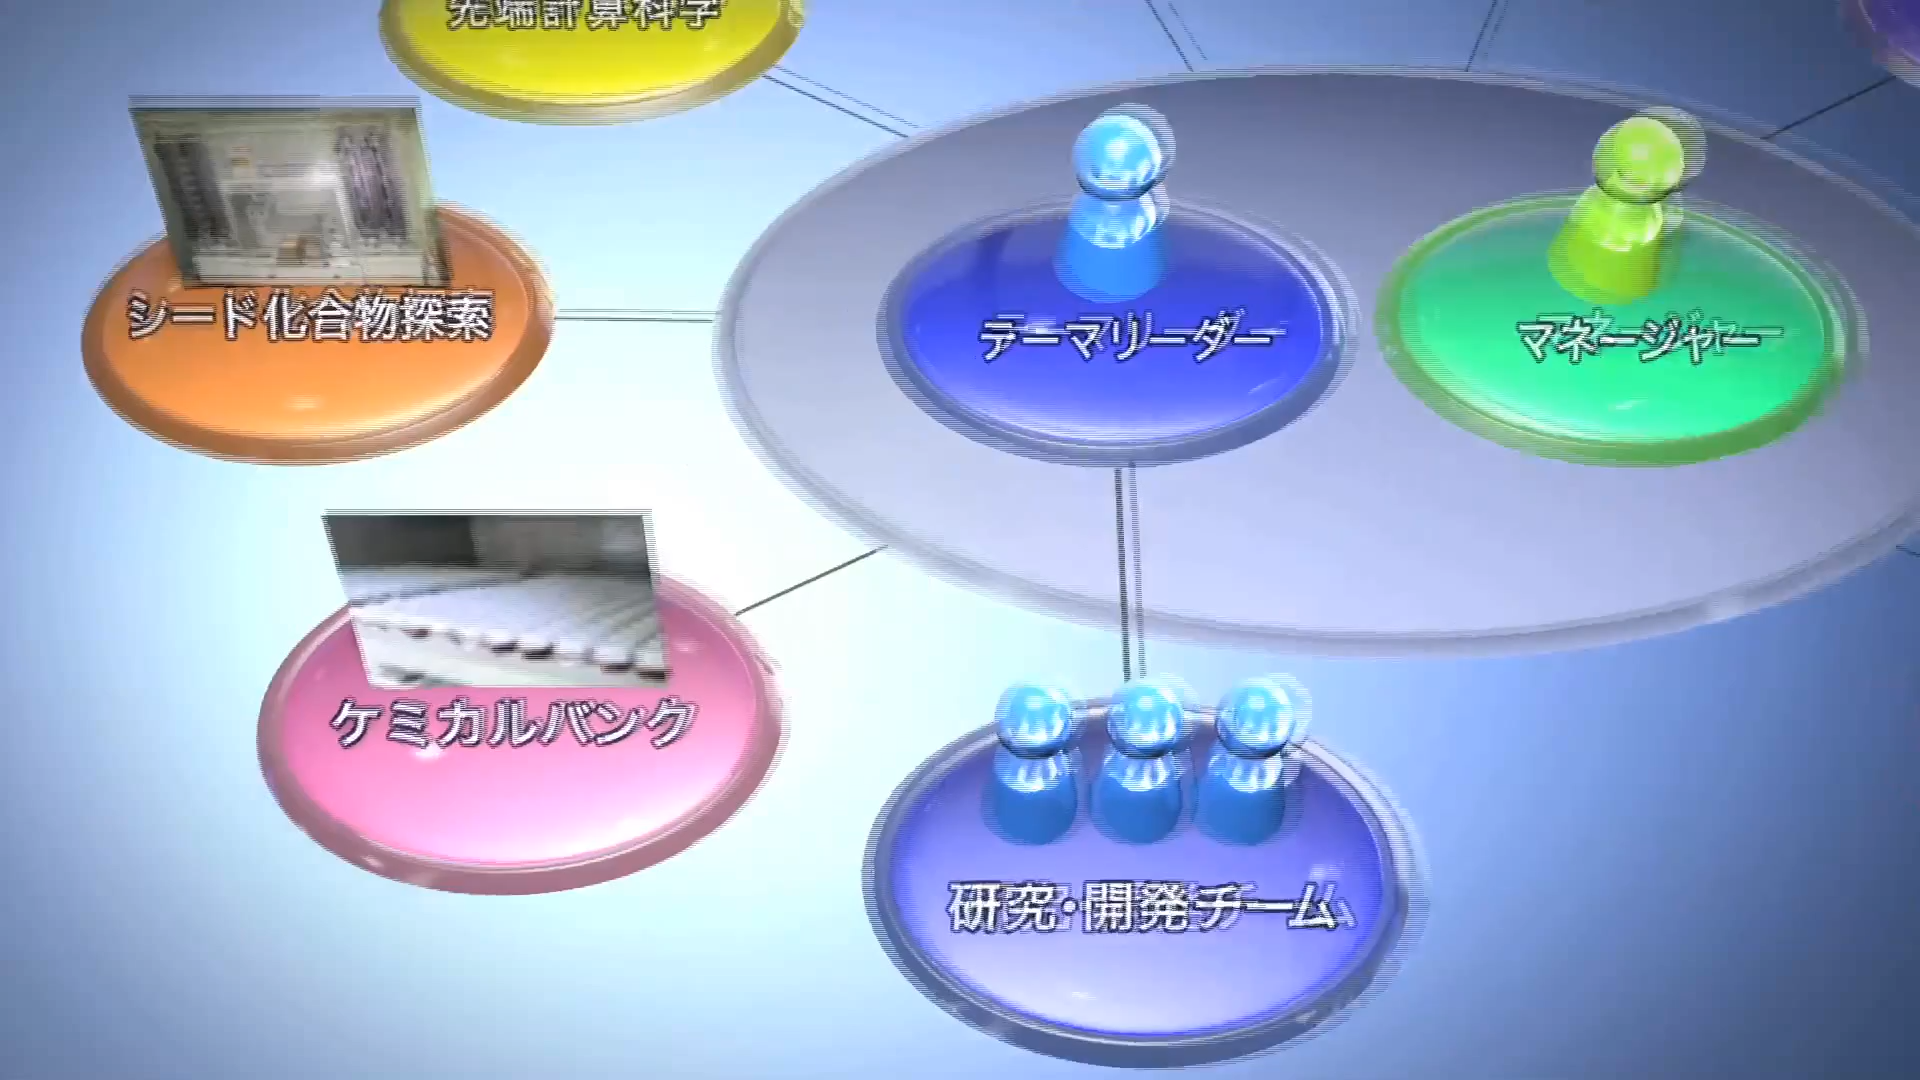 先端計算科学
シード化合物探索
テーマリーダー
マネージャー
ケミカルバンク
研究・開発チーム